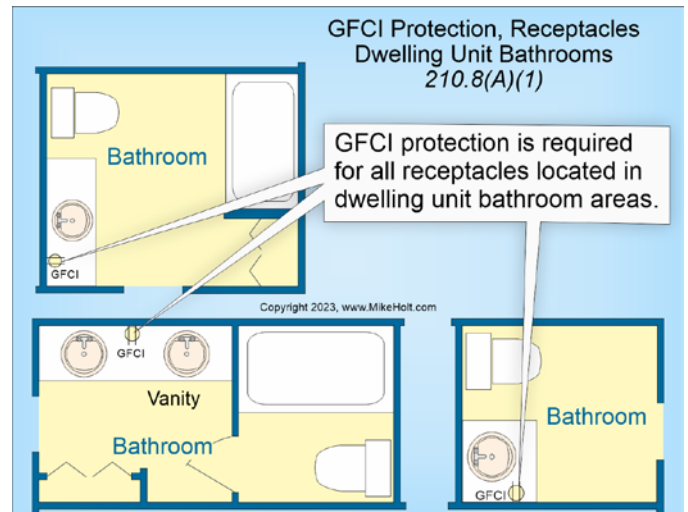 GFCI Protection, Receptacles
Dwelling Unit Bathrooms
210.8(A)(1)
Bathroom
GFCI protection is required
for all receptacles located in
dwelling unit bathroom areas.
GFCI
Copyright 2023, www.MikeHolt.com
GFCI
Vanity
Bathroom
Bathroom
GFCI